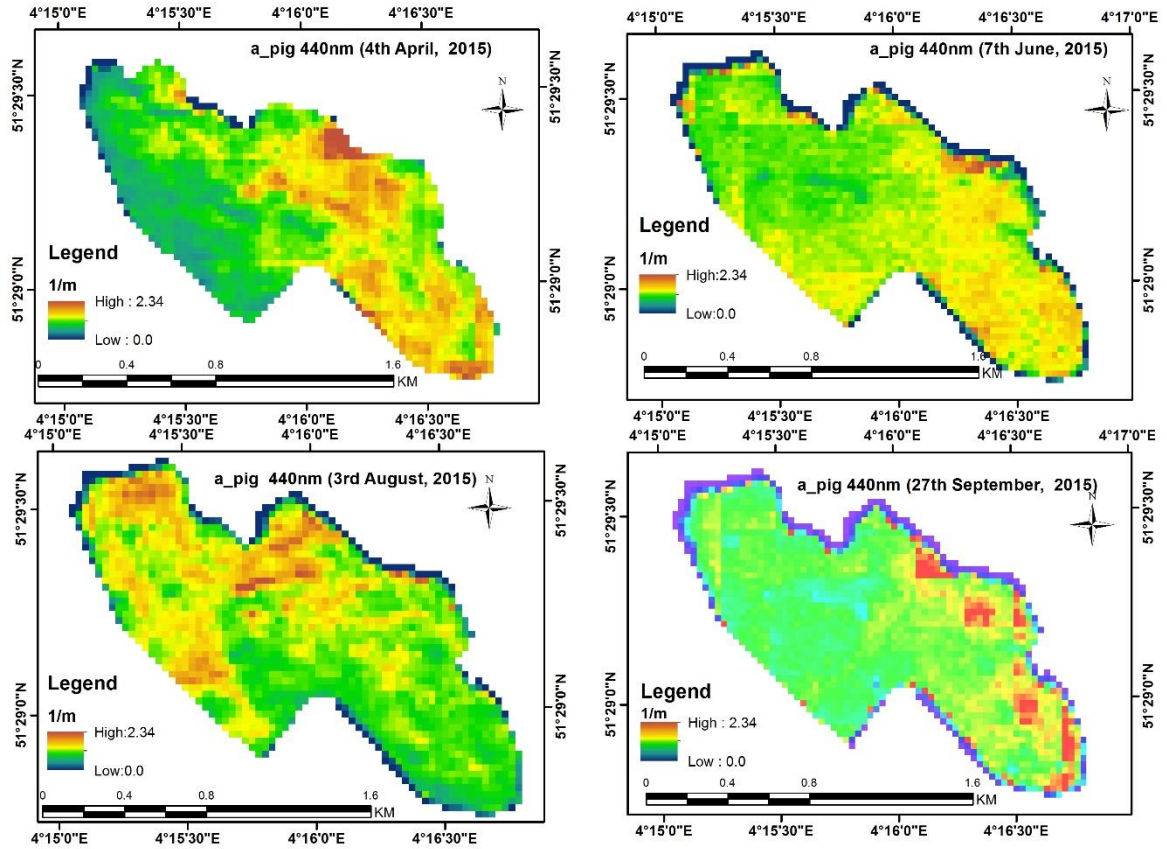 4°15'0"E 4°15'30"E 4°16'0"E 4°16'30"E
a_pig 440nm (4th April, 2015)
N
51°29'30"N
51°29'0"N
Legend
1/m
High : 2.34
Low : 0.0
0 0.4 0.8 1.6
KM
4°15'0"E 4°15'30"E 4°16'0"E 4°16'30"E
4°15'0"E 4°15'30"E 4°16'0"E 4°16'30"E 4°17'0"E
a_pig 440nm (7th June, 2015)
N
51°29'30"N
51°29'0"N
51°29'30"N
51°29'0"N
Legend
1/m
High:2.34
Low:0.0
0 0.4 0.8 1.6
KM
4°15'0"E 4°15'30"E 4°16'0"E 4°16'30"E 4°17'0"E
a_pig 440nm (3rd August, 2015)
N
51°29'30"N
51°29'0"N
Legend
1/m
High:2.34
Low:0.0
0 0.4 0.8 1.6
KM
4°15'0"E 4°15'30"E 4°16'0"E 4°16'30"E
a_pig 440nm (27th September, 2015)
N
51°29'30"N
51°29'0"N
51°29'30"N
51°29'0"N
Legend
1/m
High : 2.34
Low : 0.0
0 0.4 0.8 1.6
KM
4°15'0"E 4°15'30"E 4°16'0"E 4°16'30"E 4°17'0"E